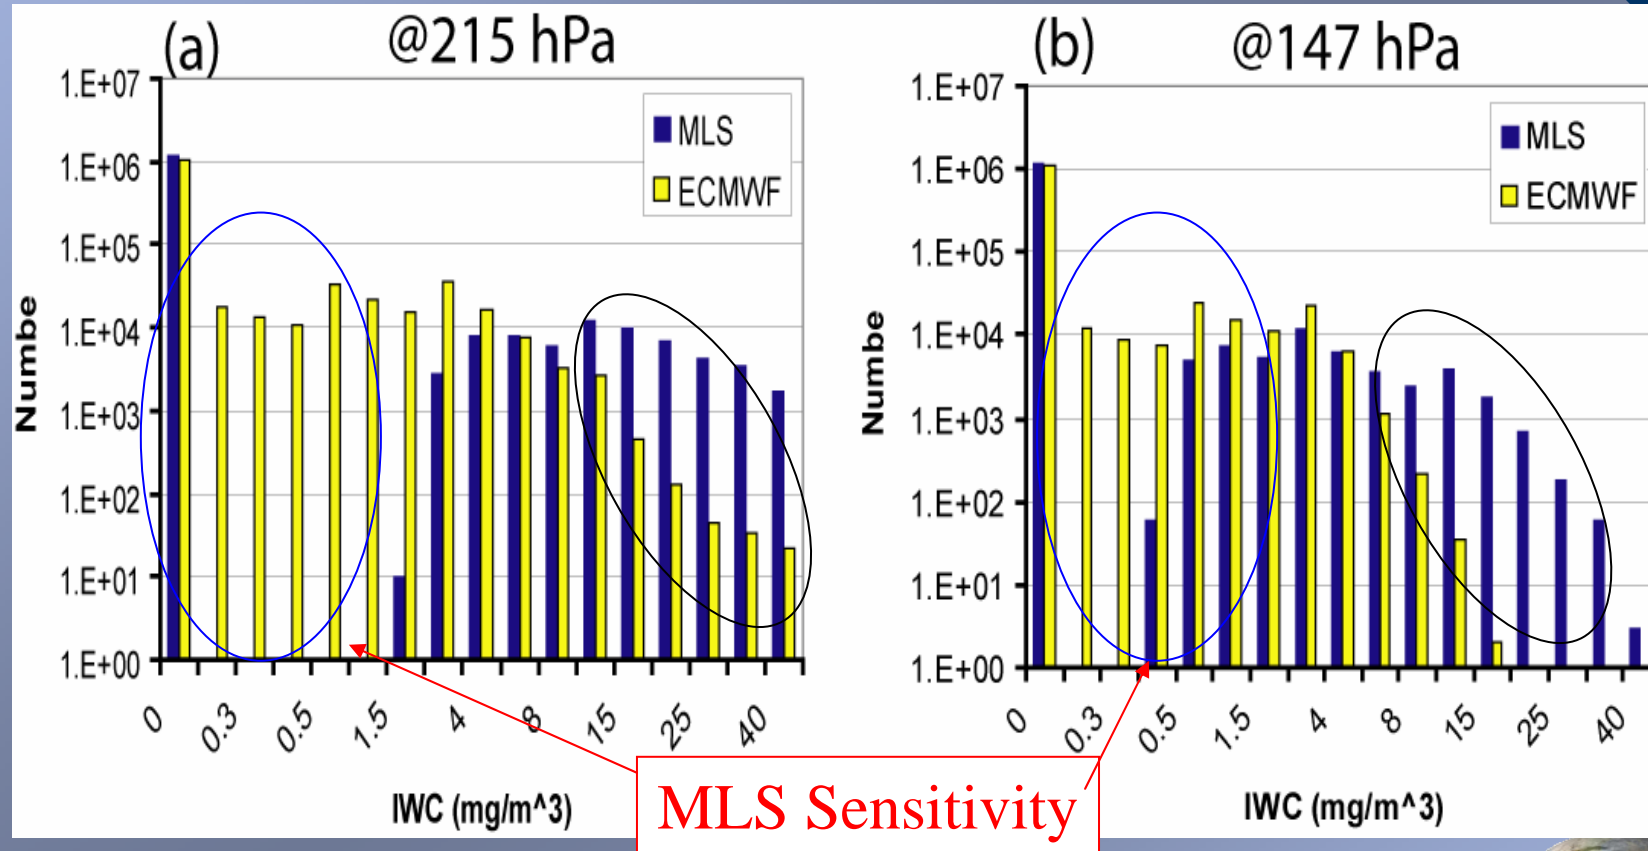 (a)
@215 hPa
1.E+07
1.E+06
1.E+05
1.E+04
1.E+03
1.E+02
1.E+01
1.E+00
Numbe
MLS
ECMWF
0
0.3
0.5
1.5
4
8
15
25
40
IWC (mg/m^3)
(b)
@147 hPa
1.E+07
1.E+06
1.E+05
1.E+04
1.E+03
1.E+02
1.E+01
1.E+00
Numbe
MLS
ECMWF
0
0.3
0.5
1.5
4
8
15
25
40
IWC (mg/m^3)
MLS Sensitivity